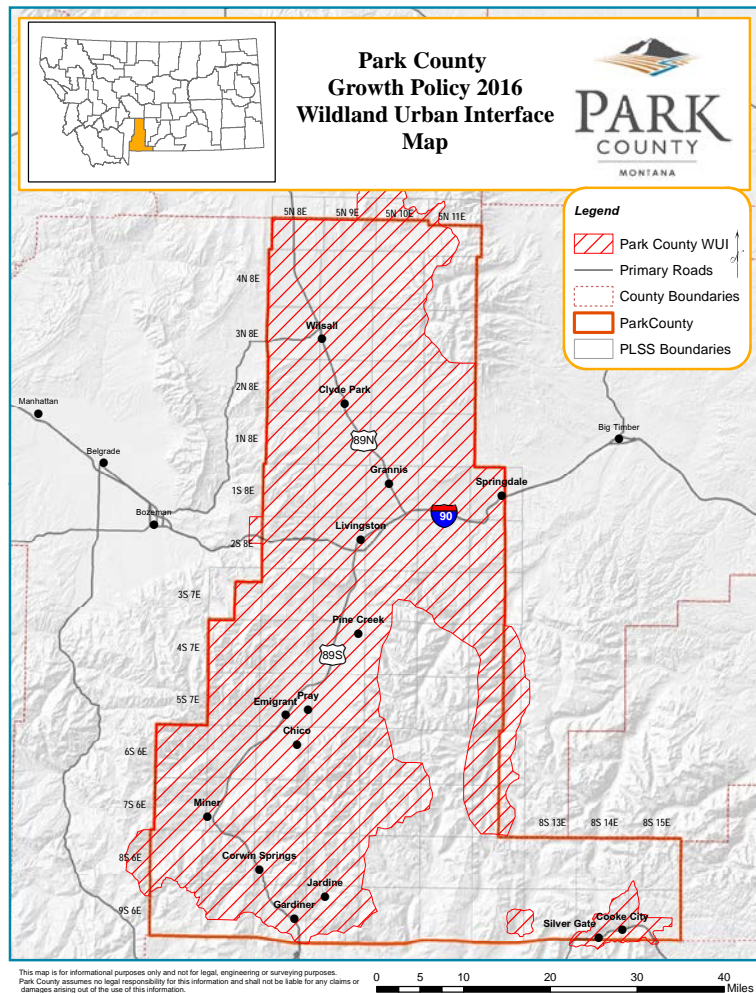 Park County
Growth Policy 2016
Wildland Urban Interface
Map
PARK
COUNTY
MONTANA
Legend
Park County WUI
Primary Roads
County Boundaries
ParkCounty
PLSS Boundaries
5N 8E
5N 9E
5N 10E
5N 11E
4N 8E
3N 8E
Wilsall
2N 8E
Clyde Park
Manhattan
Big Timber
1N 8E
89N
Belgrade
Grannis
Springdale
1S 8E
Bozeman
90
Livingston
2S 8E
3S 7E
Pine Creek
4S 7E
89S
5S 7E
Emigrant
Pray
Chico
6S 6E
7S 6E
Miner
8S 13E
8S 14E
8S 15E
8S 6E
Corwin Springs
Jardine
9S 6E
Gardiner
Silver Gate
Cooke City
This map is for informational purposes only and not for legal, engineering or surveying purposes.
Park County assumes no legal responsibility for this information and shall not be liable for any claims or
damages arising out of the use of this information.
0 5 10 20 30 40
Miles